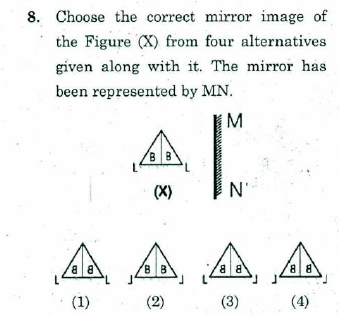 8. Choose the correct mirror image of
the Figure (X) from four alternatives
given along with it. The mirror has
been represented by MN.
M
B B
L L
(X)
N
B B
(1) (2) (3) (4)